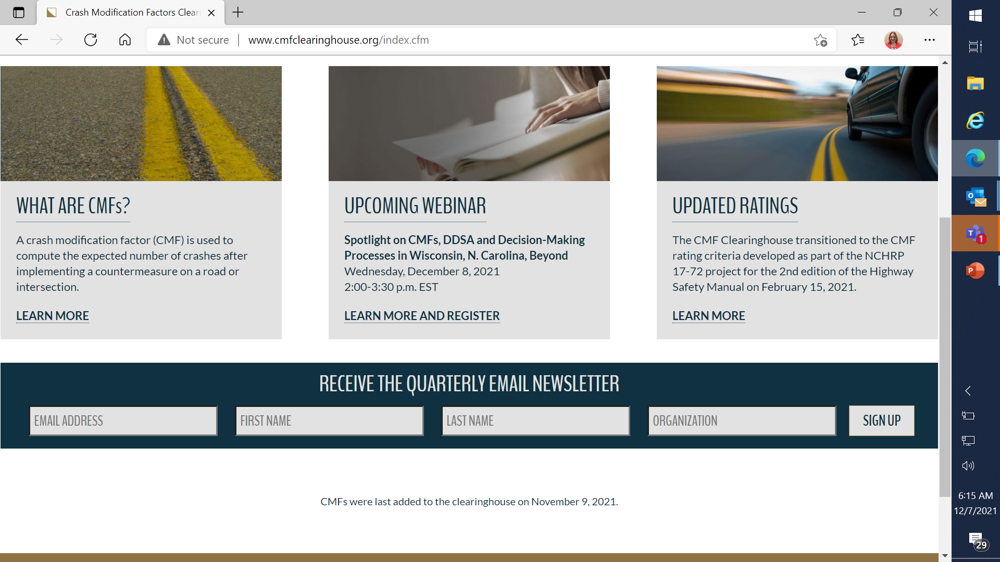 Crash Modification Factors Cleari
Not secure
www.cmfclearinghouse.org/index.cfm
WHAT ARE CMFs?
A crash modification factor (CMF) is used to
compute the expected number of crashes after
implementing a countermeasure on a road or
intersection.
LEARN MORE
UPCOMING WEBINAR
Spotlight on CMFs, DDSA and Decision-Making
Processes in Wisconsin, N. Carolina, Beyond
Wednesday, December 8, 2021
2:00-3:30 p.m. EST
LEARN MORE AND REGISTER
UPDATED RATINGS
The CMF Clearinghouse transitioned to the CMF
rating criteria developed as part of the NCHRP
17-72 project for the 2nd edition of the Highway
Safety Manual on February 15, 2021.
LEARN MORE
RECEIVE THE QUARTERLY EMAIL NEWSLETTER
EMAIL ADDRESS
FIRST NAME
LAST NAME
ORGANIZATION
SIGN UP
CMFs were last added to the clearinghouse on November 9, 2021.
O
T
1
P
6:15 AM
12/7/2021
29